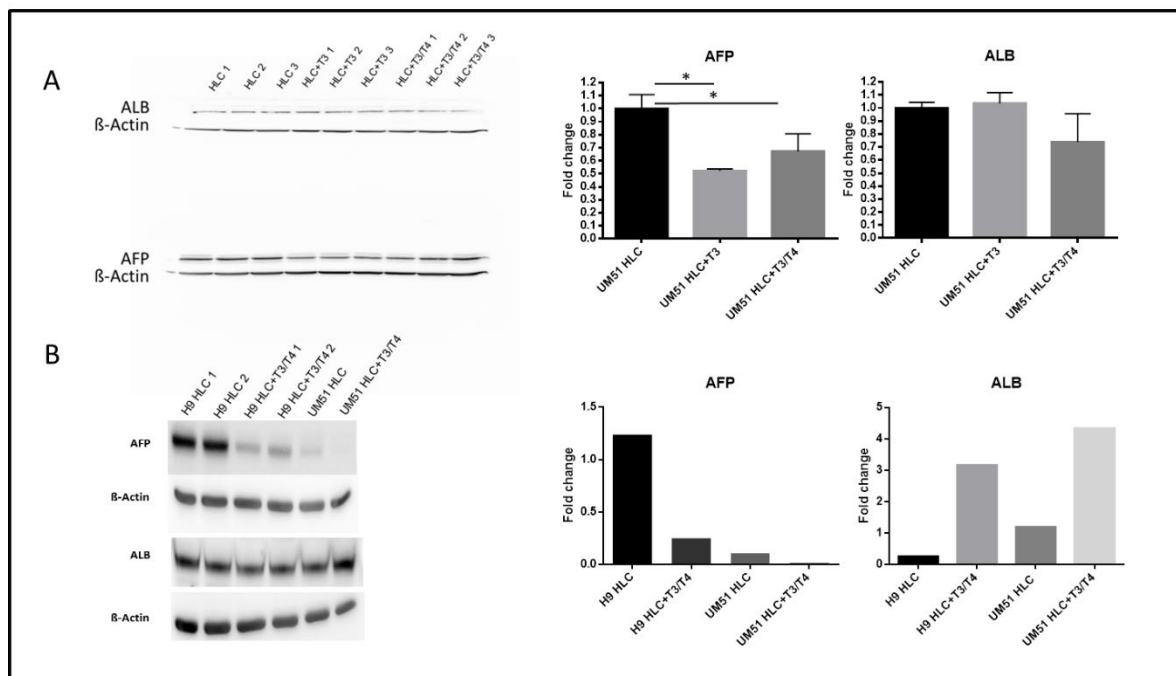 A
HLC 1
HLC 2
HLC 3
HLC+T3 1
HLC+T3 2
HLC+T3 3
HLC+T3/T4 1
HLC+T3/T4 2
HLC+T3/T4 3
ALB
ß-Actin
AFP
ß-Actin
AFP
*
*
Fold change
1.2
1.1
1.0
0.9
0.8
0.7
0.6
0.5
0.4
0.3
0.2
0.1
0.0
UM51 HLC
UM51 HLC+T3
UM51 HLC+T3/T4
ALB
Fold change
1.2
1.1
1.0
0.9
0.8
0.7
0.6
0.5
0.4
0.3
0.2
0.1
0.0
UM51 HLC
UM51 HLC+T3
UM51 HLC+T3/T4
B
H9 HLC 1
H9 HLC 2
H9 HLC+T3/T4 1
H9 HLC+T3/T4 2
UM51 HLC
UM51 HLC+T3/T4
AFP
ß-Actin
ALB
ß-Actin
AFP
Fold change
1.5
1.0
0.5
0.0
H9 HLC
H9 HLC+T3/T4
UM51 HLC
UM51 HLC+T3/T4
ALB
Fold change
5
4
3
2
1
0
H9 HLC
H9 HLC+T3/T4
UM51 HLC
UM51 HLC+T3/T4